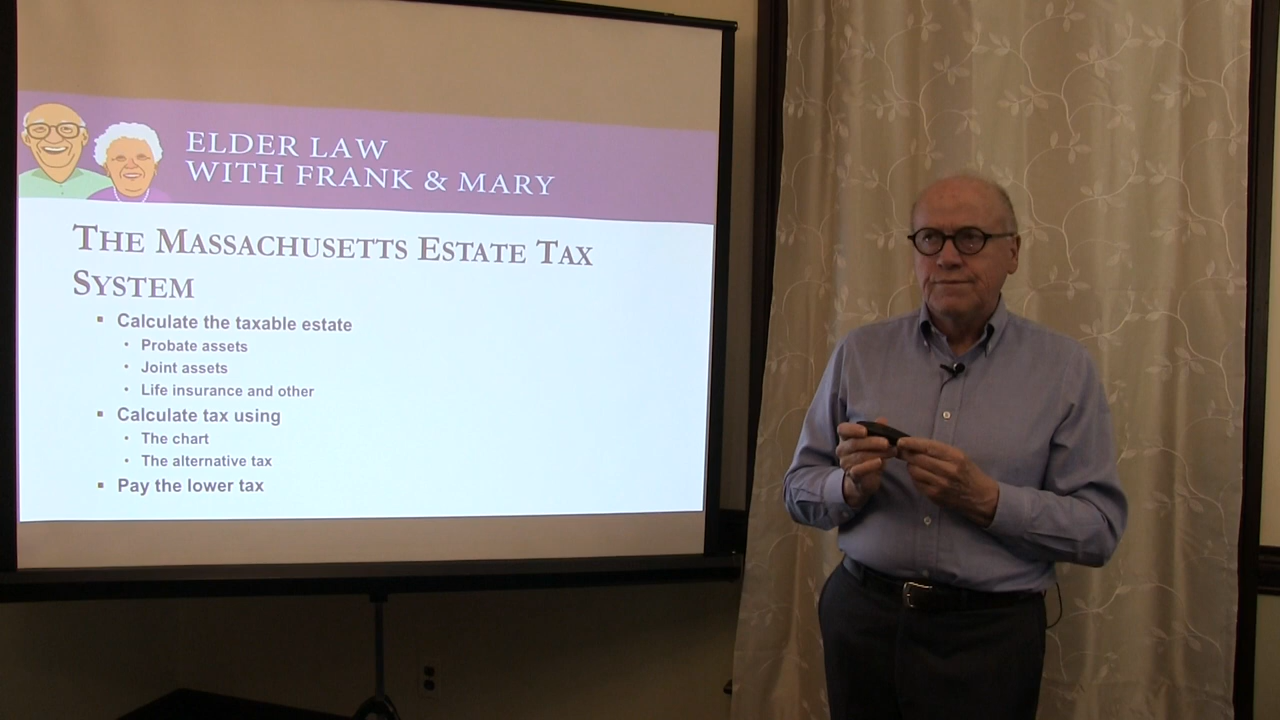 ELDER LAW
WITH FRANK & MARY
THE MASSACHUSETTS ESTATE TAX
SYSTEM
▪ Calculate the taxable estate
• Probate assets
• Joint assets
• Life insurance and other
▪ Calculate tax using
• The chart
• The alternative tax
▪ Pay the lower tax